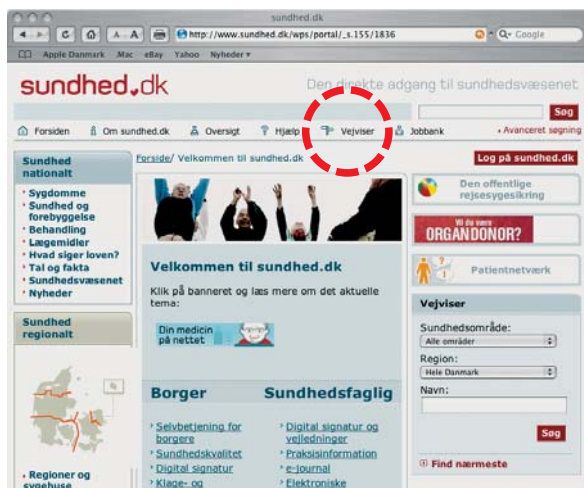 sundhed.dk
A A
http://www.sundhed.dk/wps/portal/_s.155/1836
Q- Google
Apple Danmark Mac eBay Yahoo Nyheder
sundhed.dk
Den direkte adgang til sundhedsvæsenet
Søg
Forsiden Om sundhed.dk Oversigt Hjælp Vejviser Jobbank
Avanceret søgning
Sundhed
nationalt
Sygdomme
Sundhed og
forebyggelse
Behandling
Lægemidler
Hvad siger loven?
Tal og fakta
Sundhedsvæsenet
Nyheder
Sundhed
regionalt
Regioner og
sygehuse
Forside/ Velkommen til sundhed.dk
Velkommen til sundhed.dk
Klik på banneret og læs mere om det aktuelle
tema:
Din medicin
på nettet
Borger
Selvbetjening for
borgere
Sundhedskvalitet
Digital signatur
Klage- og
Sundhedsfaglig
Digital signatur og
vejledninger
Praksisinformation
e-journal
Elektroniske
Log på sundhed.dk
Den offentlige
rejsesygesikring
Vil du være
ORGANDONOR?
Patientnetværk
Vejviser
Sundhedsområde:
Alle områder
Region:
Hele Danmark
Navn:
Søg
Find nærmeste